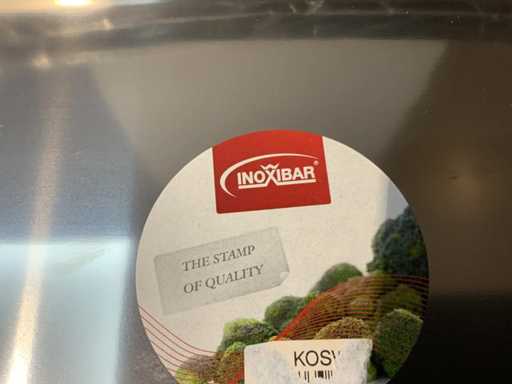 INOXIBAR®
THE STAMP
OF QUALITY